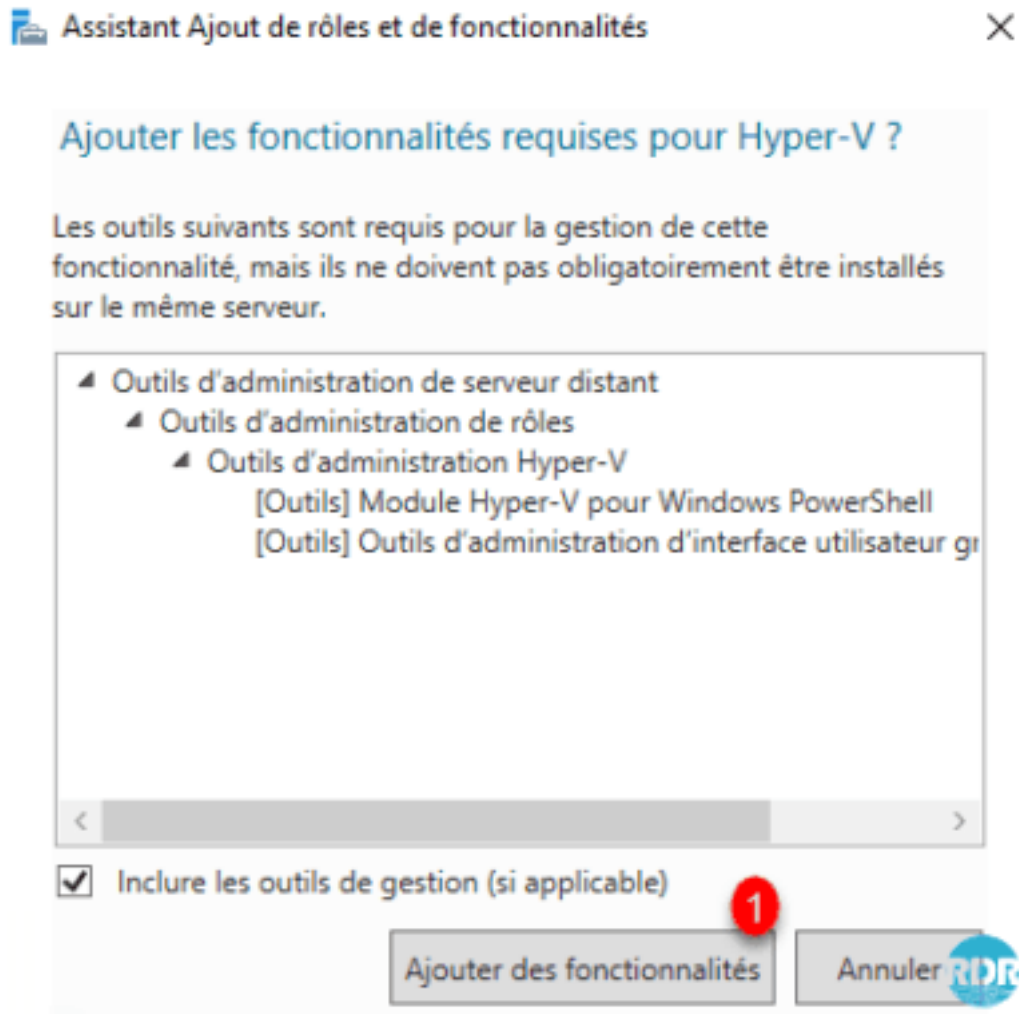 Assistant Ajout de rôles et de fonctionnalités
Ajouter les fonctionnalités requises pour Hyper-V ?
Les outils suivants sont requis pour la gestion de cette
fonctionnalité, mais ils ne doivent pas obligatoirement être installés
sur le même serveur.
Outils d'administration de serveur distant
Outils d'administration de rôles
Outils d'administration Hyper-V
[Outils] Module Hyper-V pour Windows PowerShell
[Outils] Outils d'administration d'interface utilisateur gr
Inclure les outils de gestion (si applicable)
1
Ajouter des fonctionnalités
Annuler
RDR